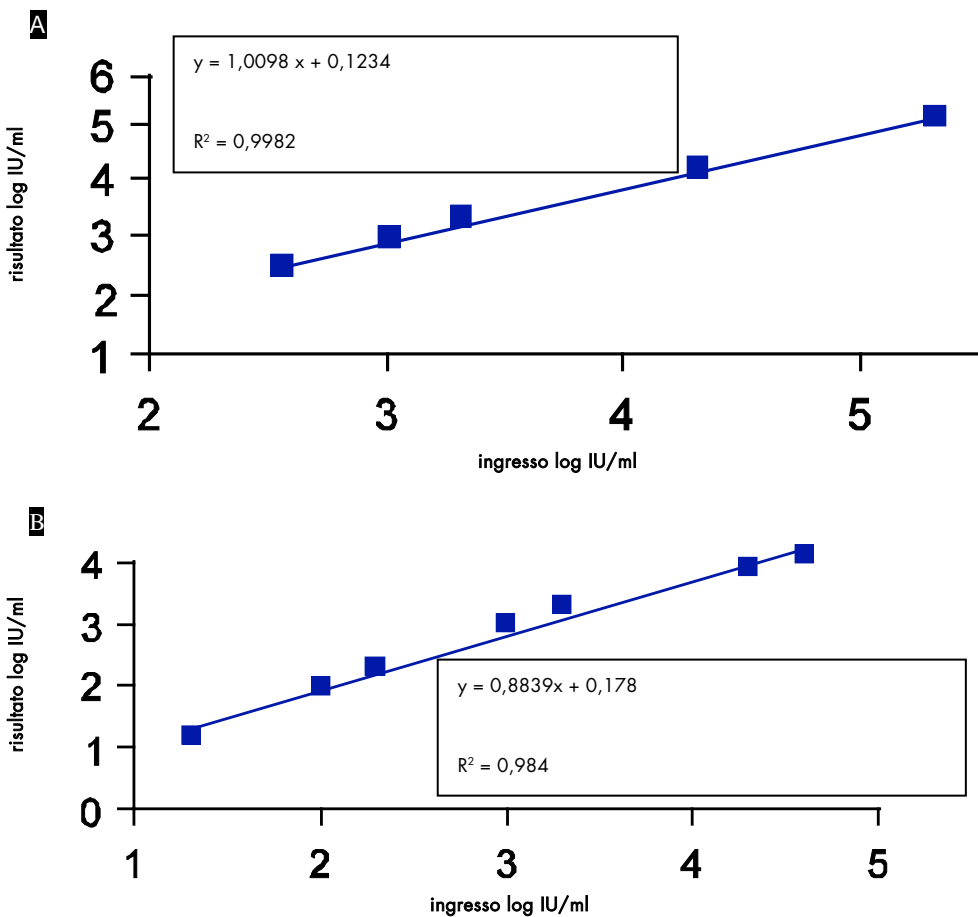 A
y = 1,0098 x + 0,1234
R² = 0,9982
risultato log IU/ml
6
5
4
3
2
1
2 3 4 5
ingresso log IU/ml
B
risultato log IU/ml
4
3
2
1
0
y = 0,8839x + 0,178
R² = 0,984
1 2 3 4 5
ingresso log IU/ml